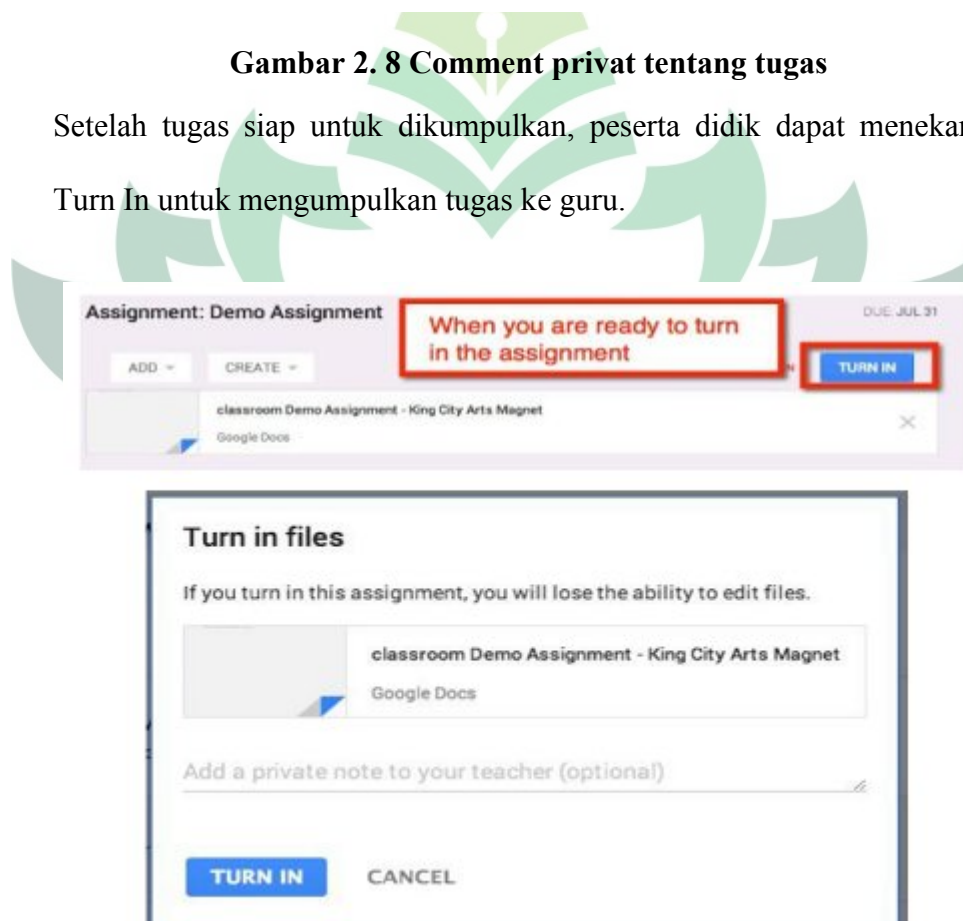 Gambar 2. 8 Comment privat tentang tugas
Setelah tugas siap untuk dikumpulkan, peserta didik dapat menekan
Turn In untuk mengumpulkan tugas ke guru.
Assignment: Demo Assignment
When you are ready to turn
in the assignment
DUE JUL 31
ADD
CREATE
TURN IN
classroom Demo Assignment - King City Arts Magnet
Google Docs
Turn in files
If you turn in this assignment, you will lose the ability to edit files.
classroom Demo Assignment - King City Arts Magnet
Google Docs
Add a private note to your teacher (optional)
TURN IN
CANCEL